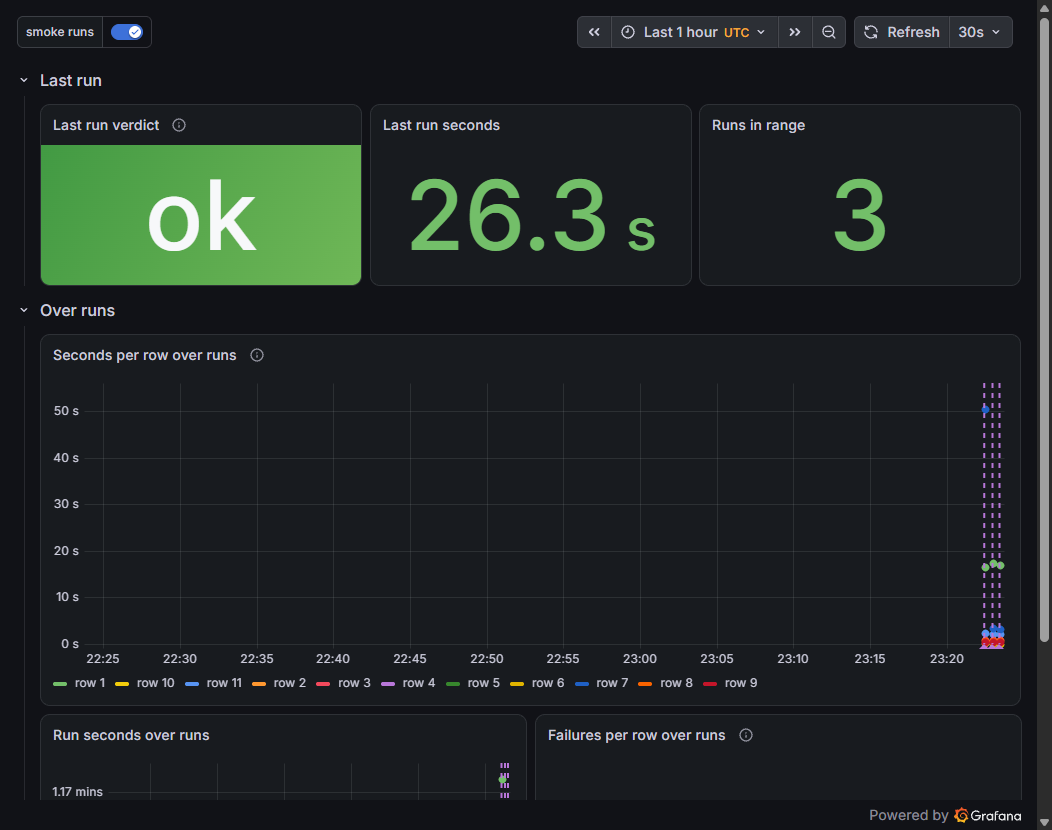 smoke runs
Last 1 hour UTC
Refresh
30s
Last run
Last run verdict
Last run seconds
Runs in range
ok
26.3 s
3
Over runs
Seconds per row over runs
50 s
40 s
30 s
20 s
10 s
0 s
22:25 22:30 22:35 22:40 22:45 22:50 22:55 23:00 23:05 23:10 23:15 23:20
row 1 row 10 row 11 row 2 row 3 row 4 row 5 row 6 row 7 row 8 row 9
Run seconds over runs
Failures per row over runs
1.17 mins
Powered by Grafana